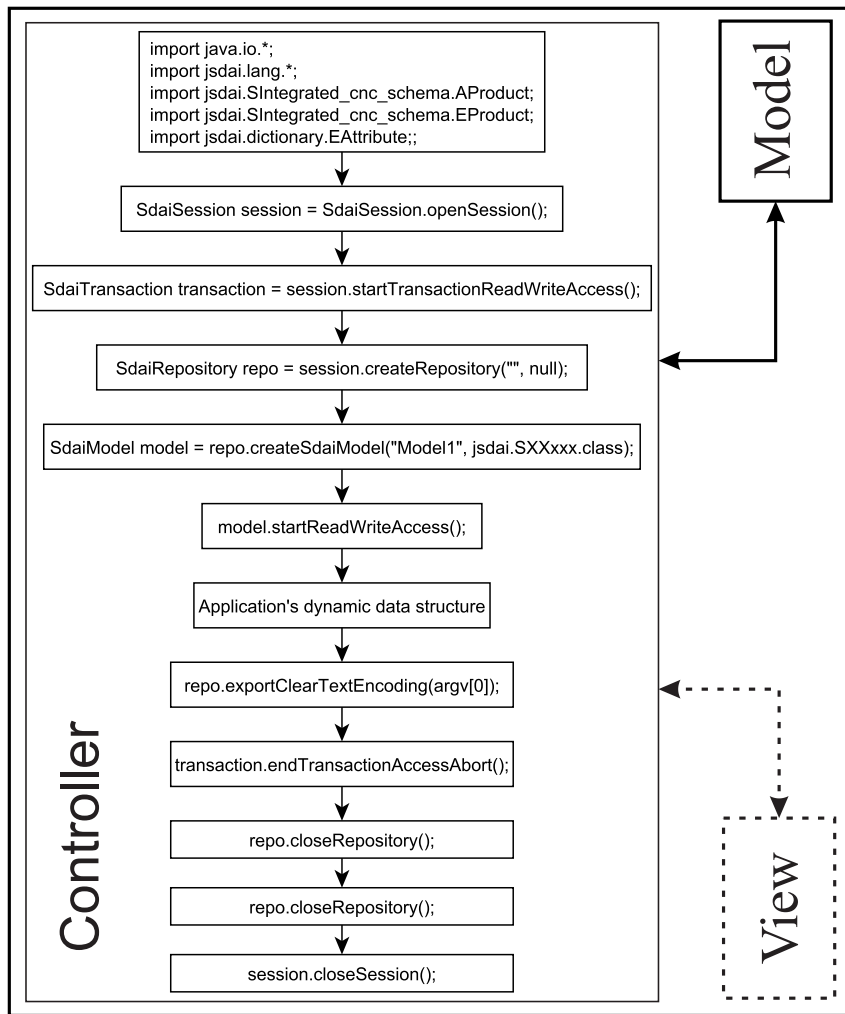 import java.io.*;
import jsdai.lang.*;
import jsdai.SIntegrated_cnc_schema.AProduct;
import jsdai.SIntegrated_cnc_schema.EProduct;
import jsdai.dictionary.EAttribute;;
SdaiSession session = SdaiSession.openSession();
SdaiTransaction transaction = session.startTransactionReadWriteAccess();
SdaiRepository repo = session.createRepository("", null);
SdaiModel model = repo.createSdaiModel("Model1", jsdai.SXXxxx.class);
model.startReadWriteAccess();
Application's dynamic data structure
repo.exportClearTextEncoding(argv[0]);
transaction.endTransactionAccessAbort();
repo.closeRepository();
repo.closeRepository();
session.closeSession();
Controller
Model
View